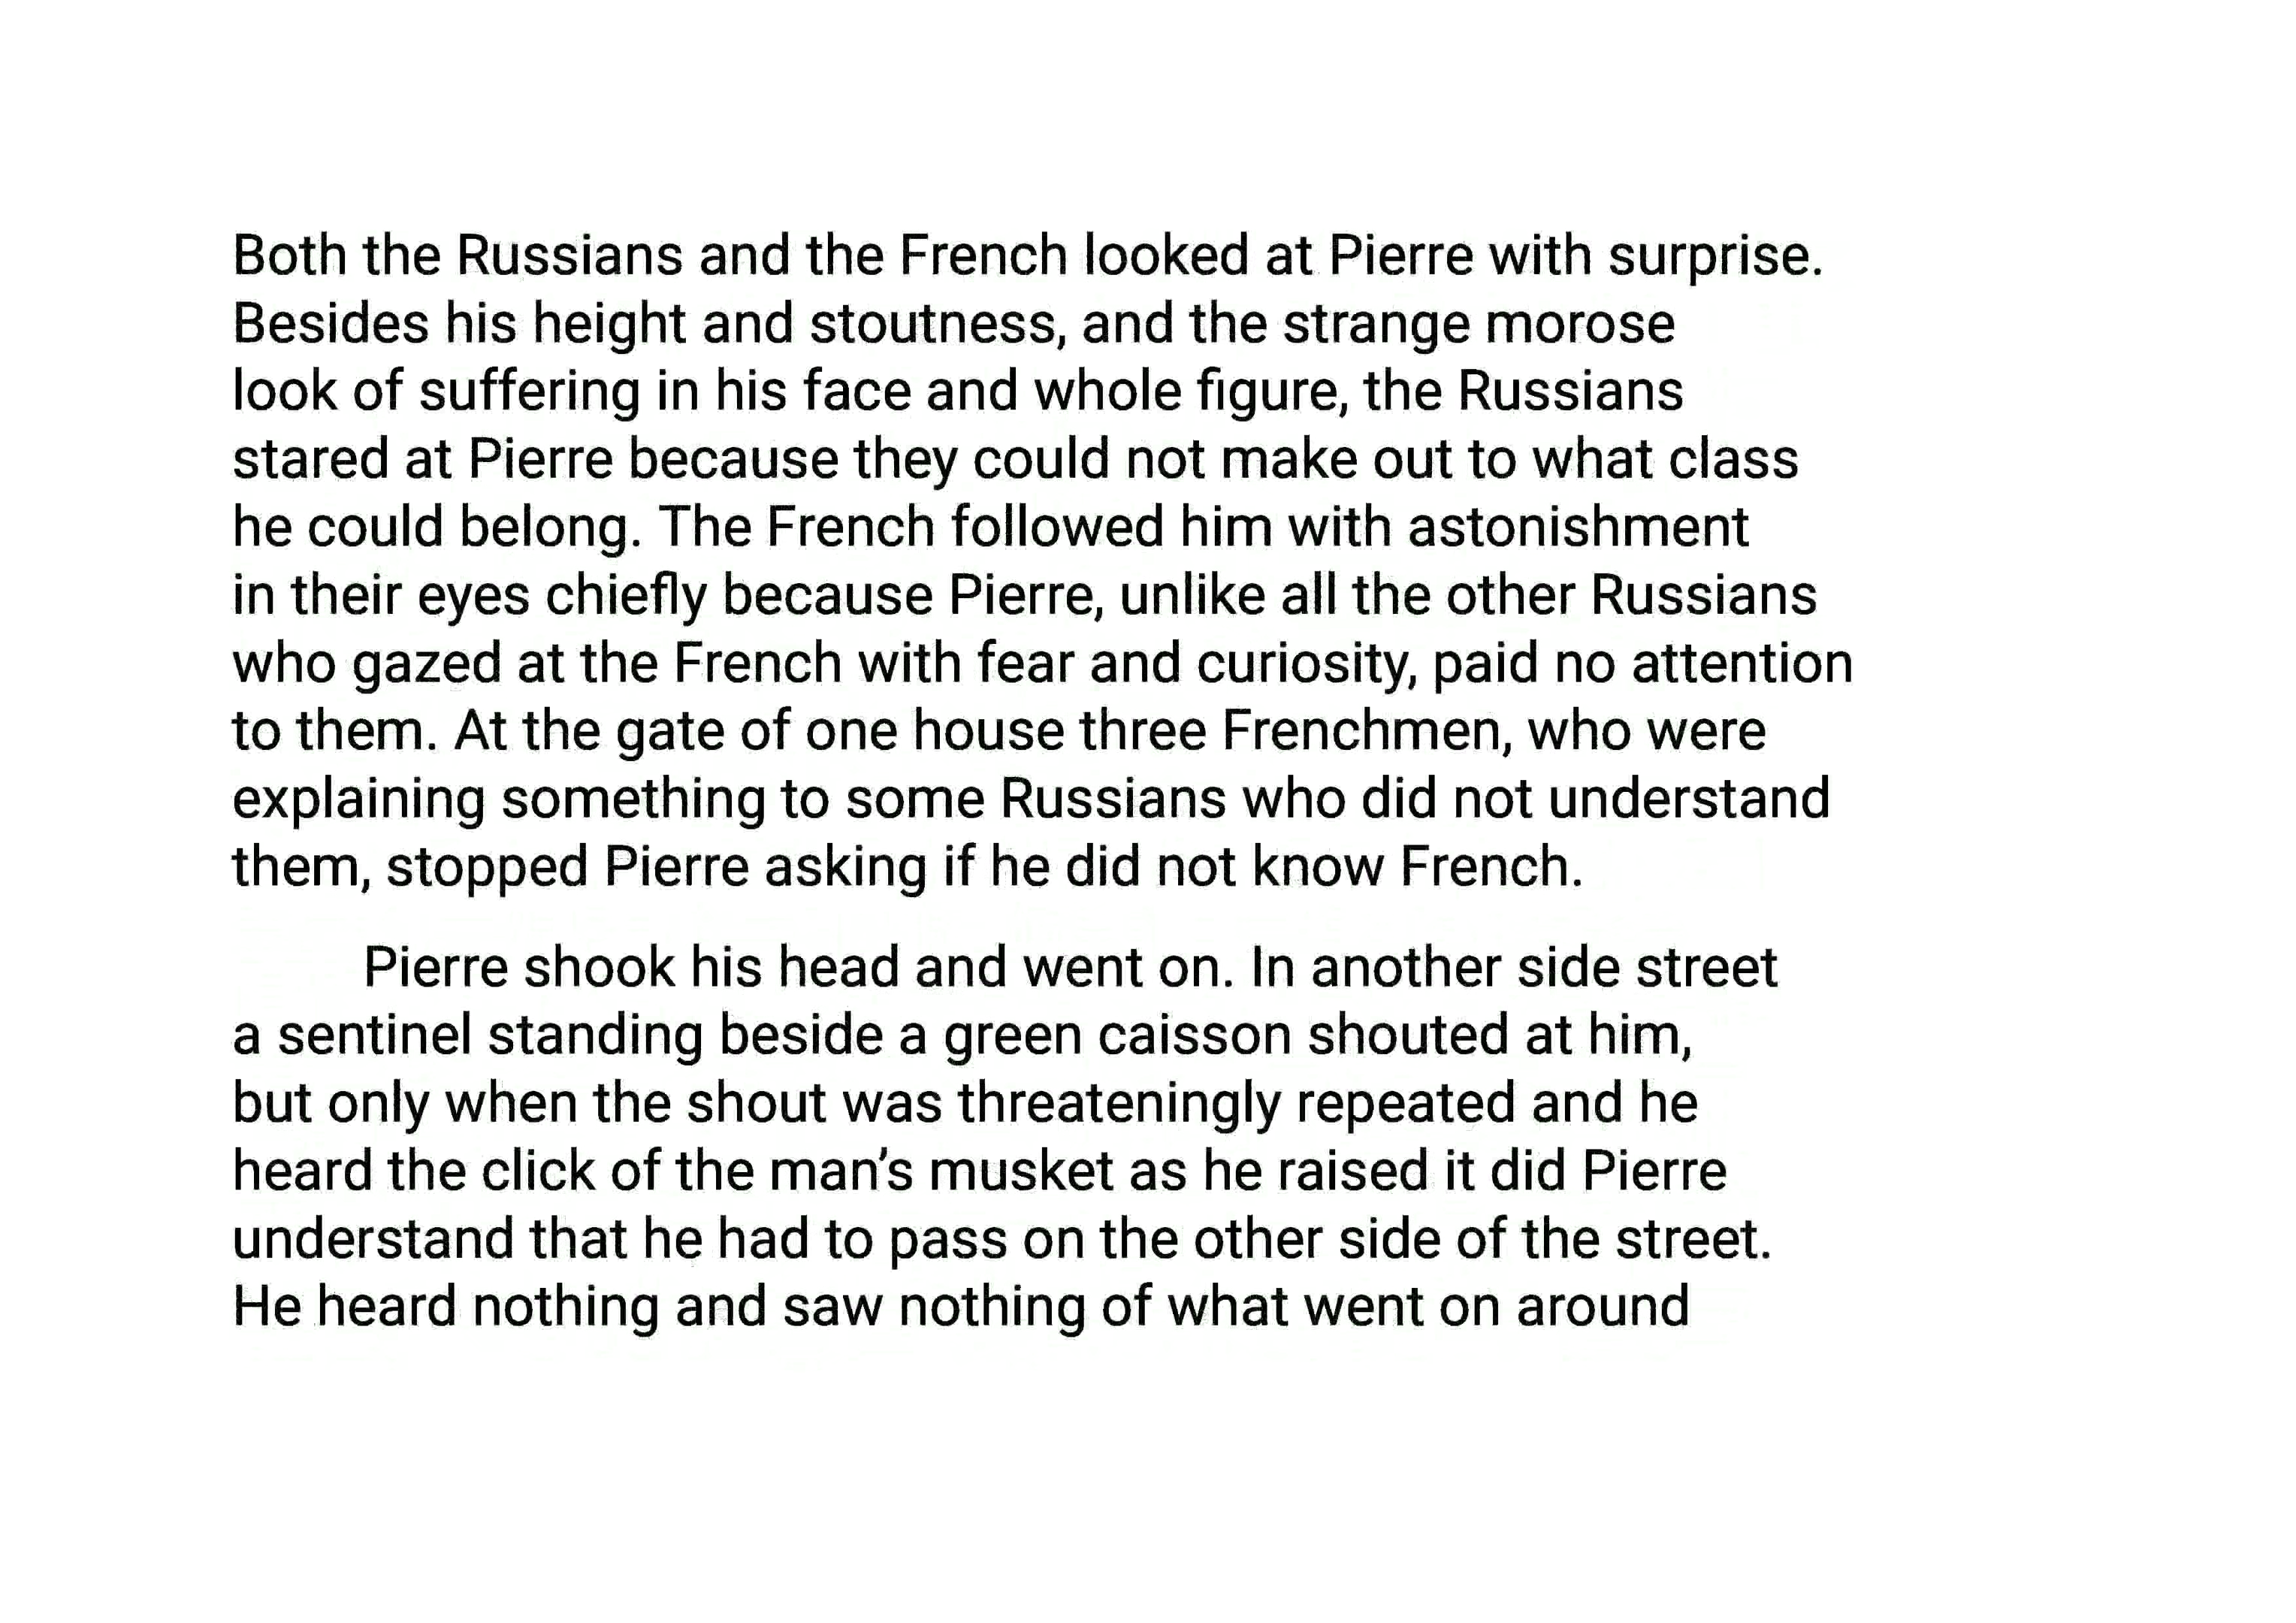 Both the Russians and the French looked at Pierre with surprise.
Besides his height and stoutness, and the strange morose
look of suffering in his face and whole figure, the Russians
stared at Pierre because they could not make out to what class
he could belong. The French followed him with astonishment
in their eyes chiefly because Pierre, unlike all the other Russians
who gazed at the French with fear and curiosity, paid no attention
to them. At the gate of one house three Frenchmen, who were
explaining something to some Russians who did not understand
them, stopped Pierre asking if he did not know French.
Pierre shook his head and went on. In another side street
a sentinel standing beside a green caisson shouted at him,
but only when the shout was threateningly repeated and he
heard the click of the man’s musket as he raised it did Pierre
understand that he had to pass on the other side of the street.
He heard nothing and saw nothing of what went on around